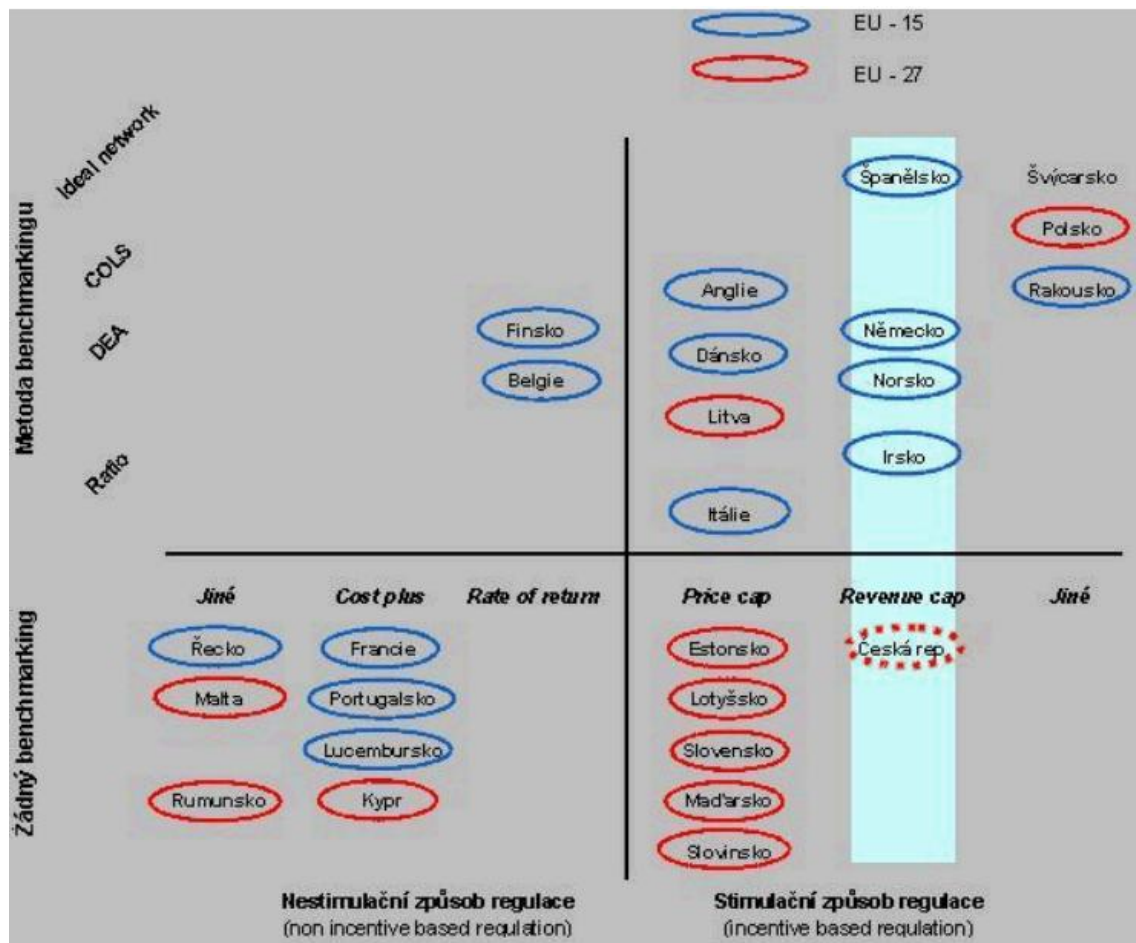 EU - 15
EU - 27
Metoda benchmarkingu
Ideal network
COLS
DEA
Ratio
Španělsko
Švýcarsko
Polsko
Anglie
Rakousko
Finsko
Německo
Dánsko
Belgie
Norsko
Litva
Irsko
Itálie
Žádný benchmarking
Jiné
Cost plus
Rate of return
Price cap
Revenue cap
Jiné
Řecko
Francie
Estonsko
Česká rep.
Malta
Portugalsko
Lotyšsko
Lucembursko
Slovensko
Rumunsko
Kypr
Maďarsko
Slovinsko
Nestimulační způsob regulace
(non incentive based regulation)
Stimulační způsob regulace
(incentive based regulation)